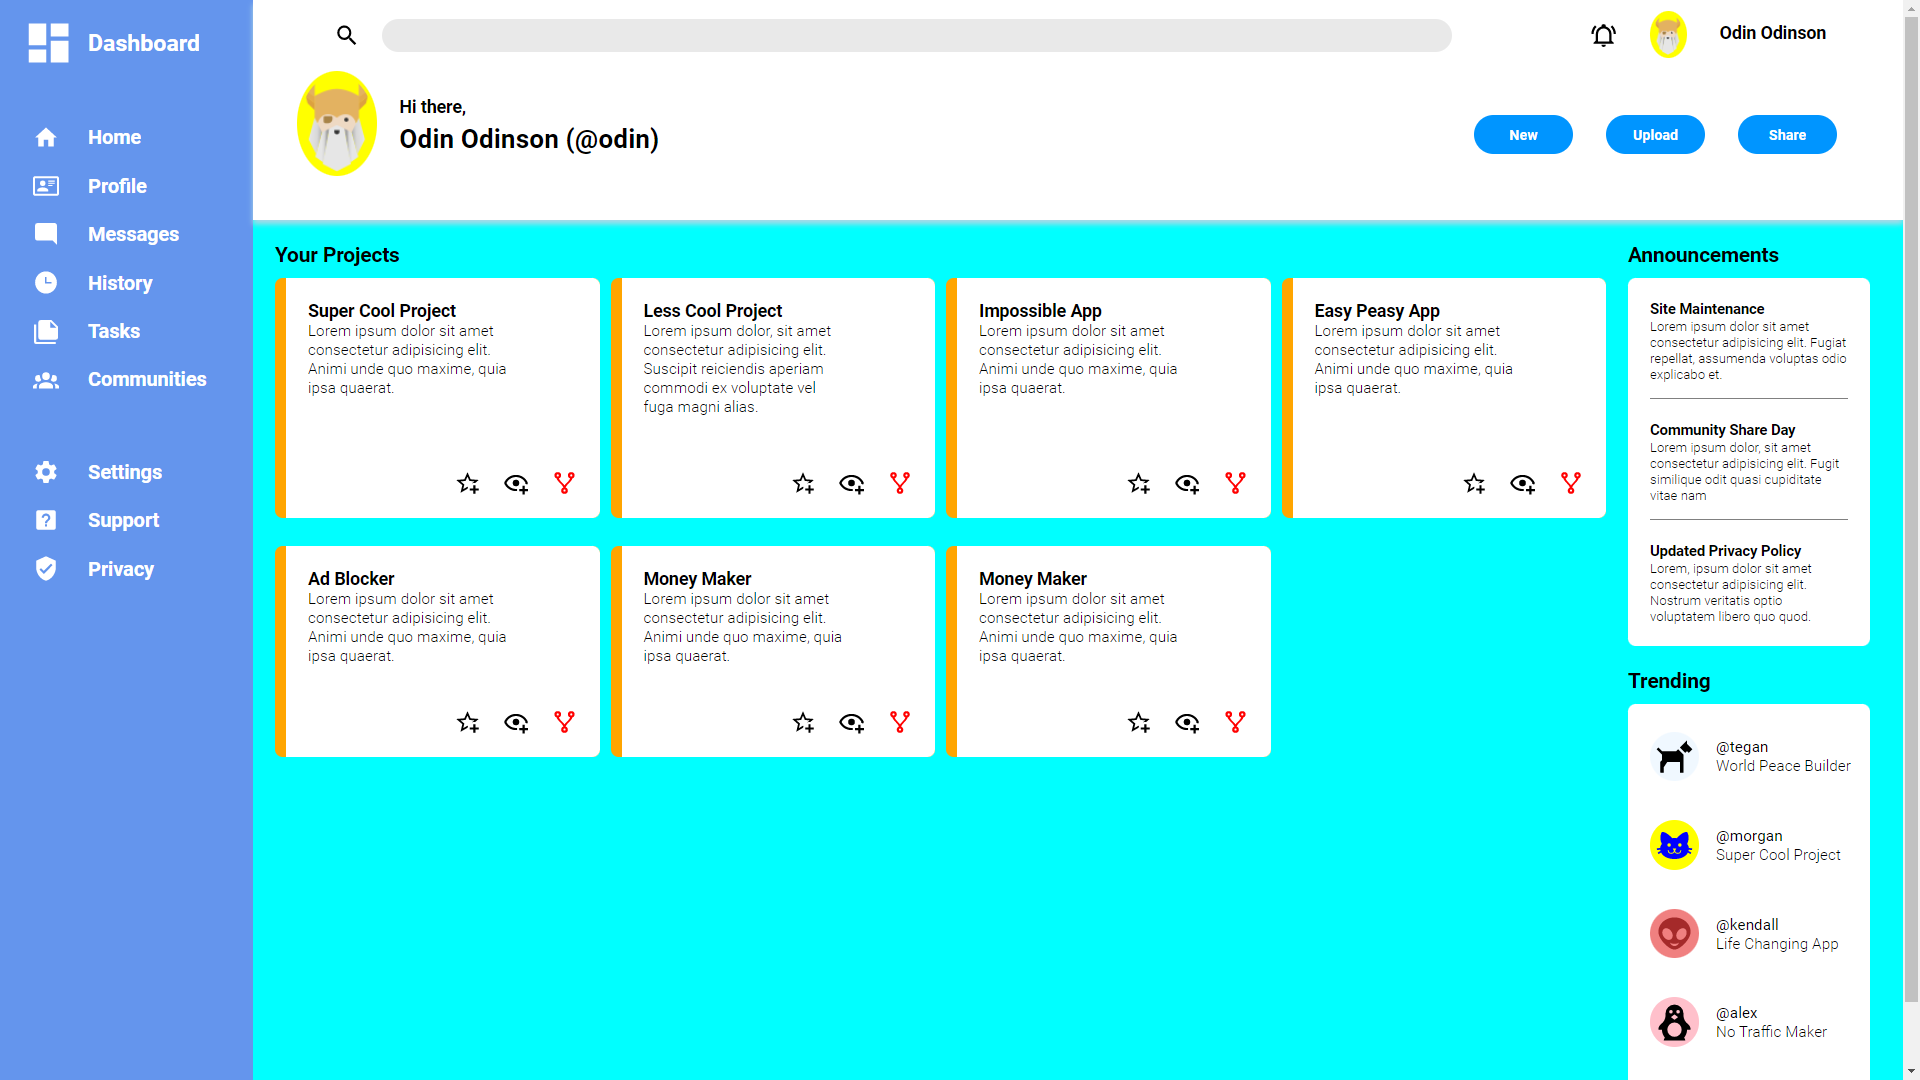 Dashboard
Home
Profile
Messages
History
Tasks
Communities
Settings
Support
Privacy
Odin Odinson
Hi there,
Odin Odinson (@odin)
New
Upload
Share
Your Projects
Super Cool Project
Lorem ipsum dolor sit amet
consectetur adipisicing elit.
Animi unde quo maxime, quia
ipsa quaerat.
Less Cool Project
Lorem ipsum dolor, sit amet
consectetur adipisicing elit.
Suscipit reiciendis aperiam
commodi ex voluptate vel
fuga magni alias.
Impossible App
Lorem ipsum dolor sit amet
consectetur adipisicing elit.
Animi unde quo maxime, quia
ipsa quaerat.
Easy Peasy App
Lorem ipsum dolor sit amet
consectetur adipisicing elit.
Animi unde quo maxime, quia
ipsa quaerat.
Ad Blocker
Lorem ipsum dolor sit amet
consectetur adipisicing elit.
Animi unde quo maxime, quia
ipsa quaerat.
Money Maker
Lorem ipsum dolor sit amet
consectetur adipisicing elit.
Animi unde quo maxime, quia
ipsa quaerat.
Money Maker
Lorem ipsum dolor sit amet
consectetur adipisicing elit.
Animi unde quo maxime, quia
ipsa quaerat.
Announcements
Site Maintenance
Lorem ipsum dolor sit amet
consectetur adipisicing elit. Fugiat
repellat, assumenda voluptas odio
explicabo et.
Community Share Day
Lorem ipsum dolor, sit amet
consectetur adipisicing elit. Fugit
similique odit quasi cupiditate
vitae nam
Updated Privacy Policy
Lorem, ipsum dolor sit amet
consectetur adipisicing elit.
Nostrum veritatis optio
voluptatem libero quo quod.
Trending
@tegan
World Peace Builder
@morgan
Super Cool Project
@kendall
Life Changing App
@alex
No Traffic Maker